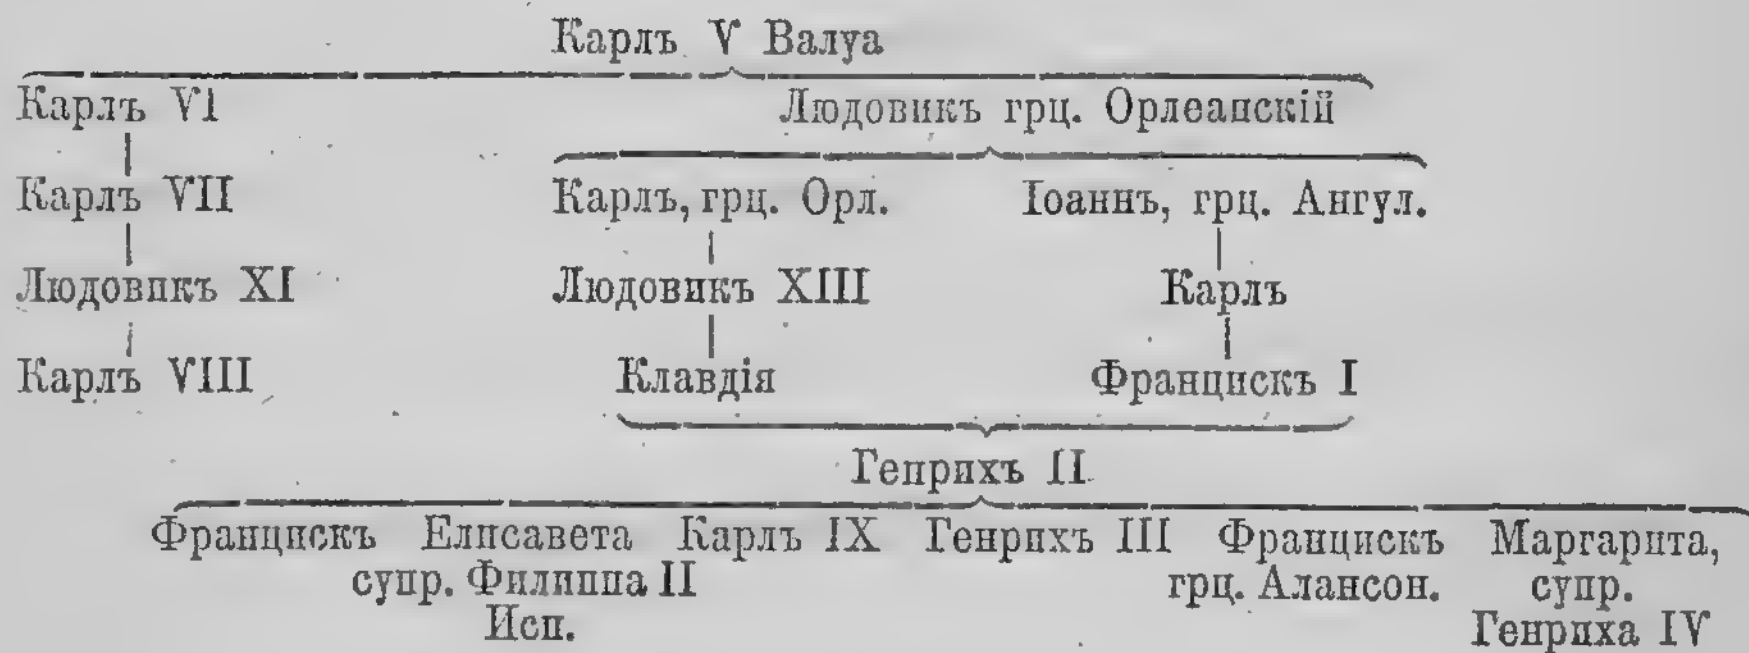 Карлъ V Валуа
Карлъ VI Людовикъ грц. Орлеанскій
Карлъ VII Карлъ, грц. Орл. Іоаннъ, грц. Ангул.
Людовикъ XI Людовикъ XIII Карлъ
Карлъ VIII Клавдія Францискъ I
Генрихъ II
Францискъ Елисавета Карлъ IX Генрихъ III Францискъ Маргарита,
супр. Филиппа II грц. Алансон. супр.
Исп. Генриха IV